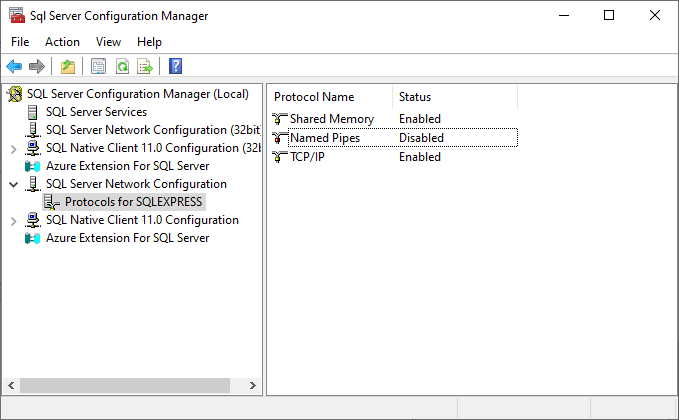 Sql Server Configuration Manager
File Action View Help
SQL Server Configuration Manager (Local)
SQL Server Services
SQL Server Network Configuration (32bit
SQL Native Client 11.0 Configuration (32b
Azure Extension For SQL Server
SQL Server Network Configuration
Protocols for SQLEXPRESS
SQL Native Client 11.0 Configuration
Azure Extension For SQL Server
Protocol Name Status
Shared Memory Enabled
Named Pipes Disabled
TCP/IP Enabled